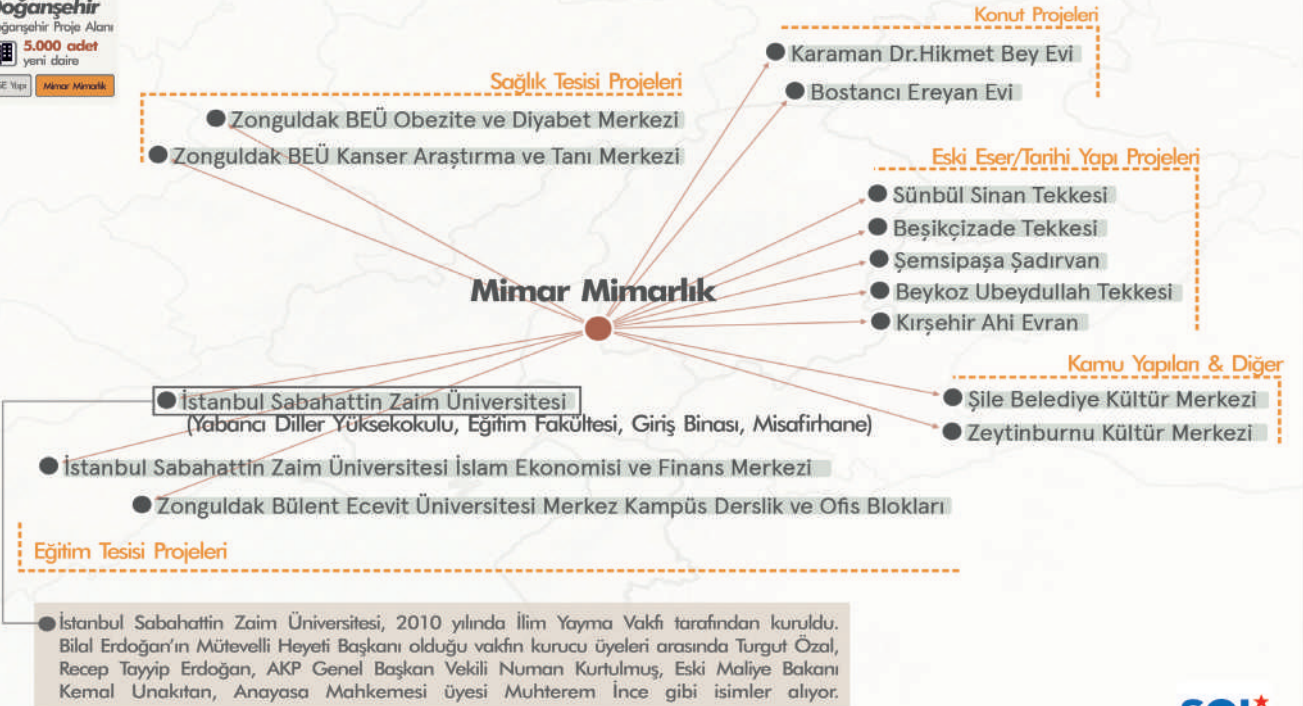 Doğanşehir
Doğanşehir Proje Alanı
5.000 adet
yeni daire
Yapı
Mimar Mimarlık
Konut Projeleri
Karaman Dr.Hikmet Bey Evi
Bostancı Ereyan Evi
Sağlık Tesisi Projeleri
Zonguldak BEÜ Obezite ve Diyabet Merkezi
Zonguldak BEÜ Kanser Araştırma ve Tanı Merkezi
Eski Eser/Tarihi Yapı Projeleri
Sünbül Sinan Tekkesi
Beşikçizade Tekkesi
Şemsipaşa Şadırvan
Beykoz Ubeydullah Tekkesi
Kırşehir Ahi Evran
Mimar Mimarlık
Kamu Yapıları & Diğer
Şile Belediye Kültür Merkezi
Zeytinburnu Kültür Merkezi
İstanbul Sabahattin Zaim Üniversitesi
(Yabancı Diller Yüksekokulu, Eğitim Fakültesi, Giriş Binası, Misafirhane)
İstanbul Sabahattin Zaim Üniversitesi İslam Ekonomisi ve Finans Merkezi
Zonguldak Bülent Ecevit Üniversitesi Merkez Kampüs Derslik ve Ofis Blokları
Eğitim Tesisi Projeleri
İstanbul Sabahattin Zaim Üniversitesi, 2010 yılında İlim Yayma Vakfı tarafından kuruldu.
Bilal Erdoğan'ın Mütevelli Heyeti Başkanı olduğu vakfın kurucu üyeleri arasında Turgut Özal,
Recep Tayyip Erdoğan, AKP Genel Başkan Vekili Numan Kurtulmuş, Eski Maliye Bakanı
Kemal Unakıtan, Anayasa Mahkemesi üyesi Muhterem İnce gibi isimler alıyor.